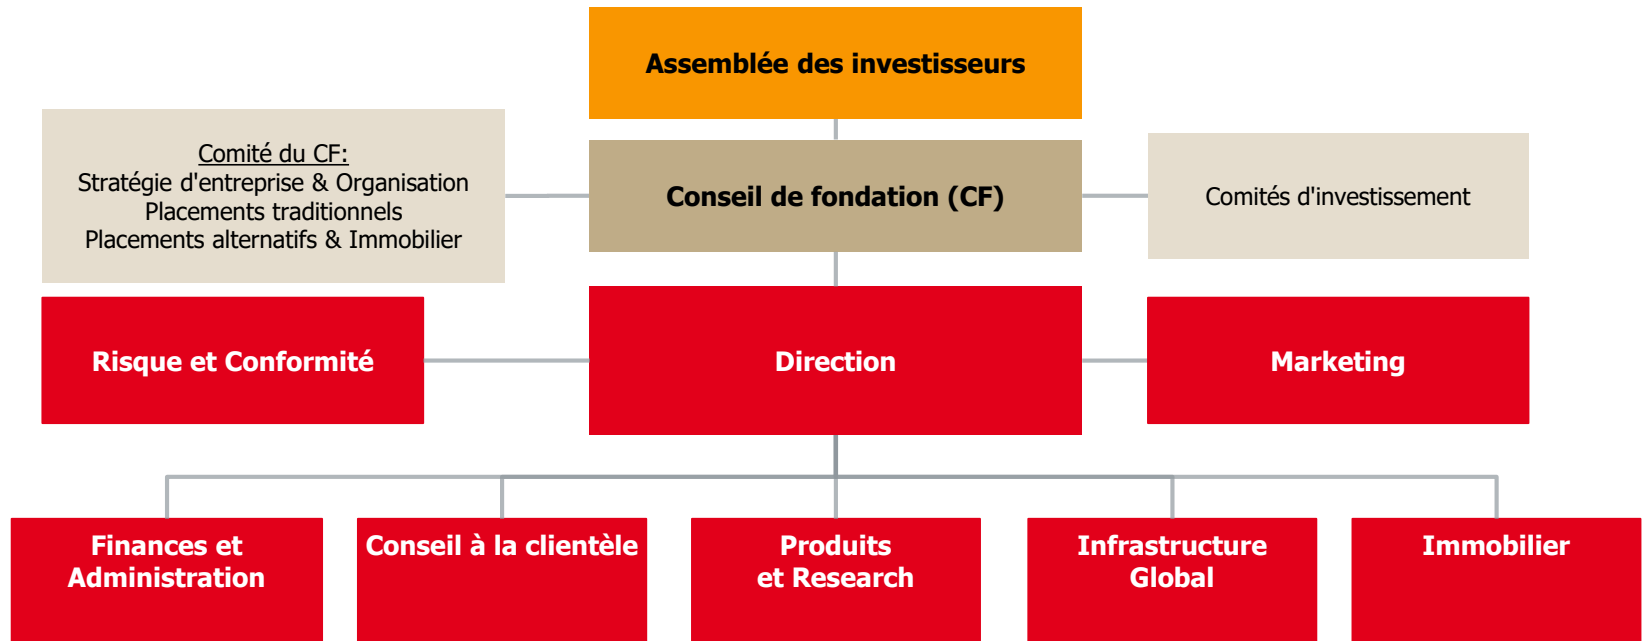 Assemblée des investisseurs
Comité du CF:
Stratégie d'entreprise & Organisation
Placements traditionnels
Placements alternatifs & Immobilier
Conseil de fondation (CF)
Comités d'investissement
Risque et Conformité
Direction
Marketing
Finances et
Administration
Conseil à la clientèle
Produits
et Research
Infrastructure
Global
Immobilier